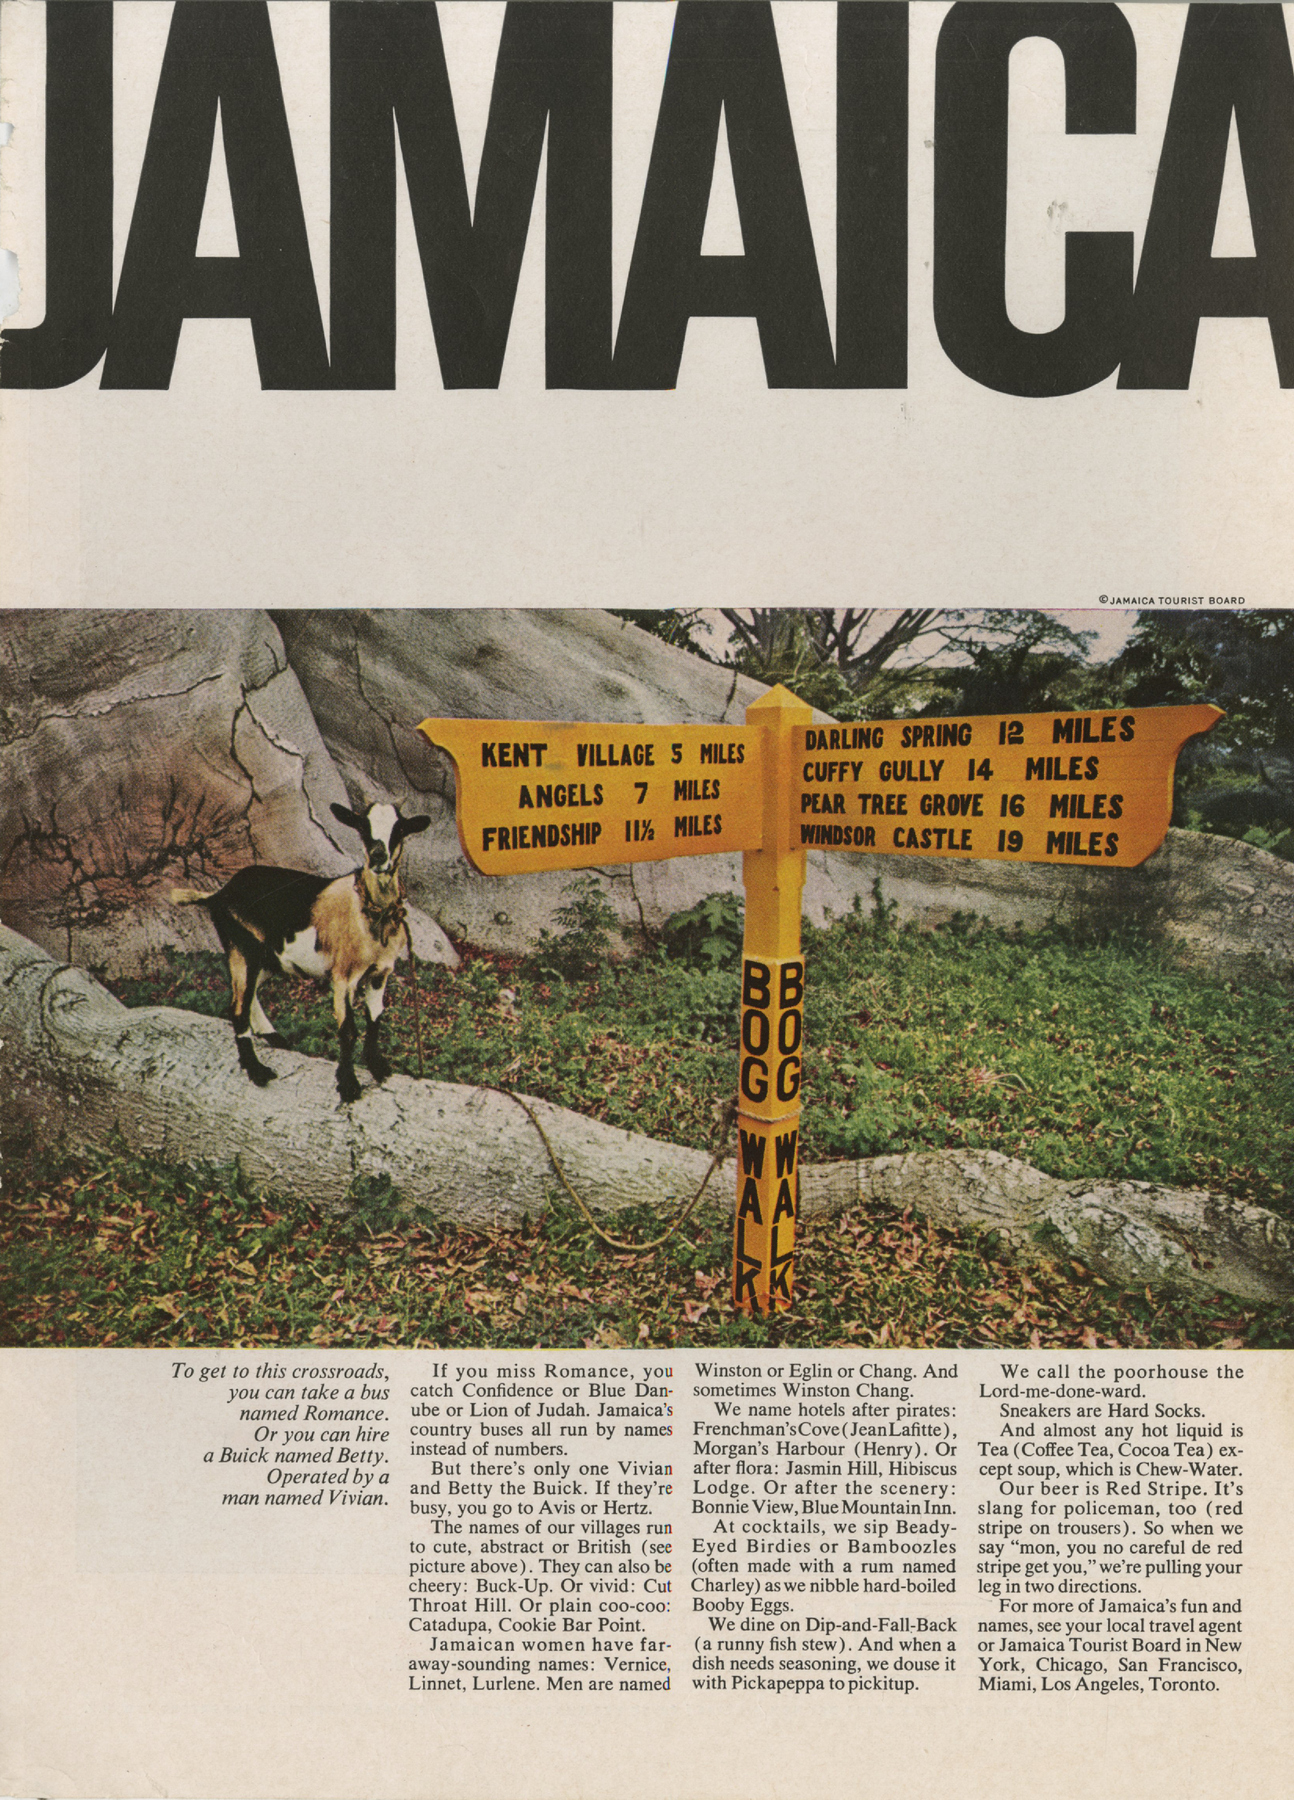 JAMAICA
©JAMAICA TOURIST BOARD
KENT VILLAGE 5 MILES
ANGELS 7 MILES
FRIENDSHIP 11½ MILES
DARLING SPRING 12 MILES
CUFFY GULLY 14 MILES
PEAR TREE GROVE 16 MILES
WINDSOR CASTLE 19 MILES
BOG WALK
BOG WALK
To get to this crossroads,
you can take a bus
named Romance.
Or you can hire
a Buick named Betty.
Operated by a
man named Vivian.
If you miss Romance, you
catch Confidence or Blue Dan-
ube or Lion of Judah. Jamaica's
country buses all run by names
instead of numbers.
But there's only one Vivian
and Betty the Buick. If they're
busy, you go to Avis or Hertz.
The names of our villages run
to cute, abstract or British (see
picture above). They can also be
cheery: Buck-Up. Or vivid: Cut
Throat Hill. Or plain coo-coo:
Catadupa, Cookie Bar Point.
Jamaican women have far-
away-sounding names: Vernice,
Linnet, Lurlene. Men are named
Winston or Eglin or Chang. And
sometimes Winston Chang.
We name hotels after pirates:
Frenchman's Cove (Jean Lafitte),
Morgan's Harbour (Henry). Or
after flora: Jasmin Hill, Hibiscus
Lodge. Or after the scenery:
Bonnie View, Blue Mountain Inn.
At cocktails, we sip Beady-
Eyed Birdies or Bamboozles
(often made with a rum named
Charley) as we nibble hard-boiled
Booby Eggs.
We dine on Dip-and-Fall-Back
(a runny fish stew). And when a
dish needs seasoning, we douse it
with Pickapeppa to pickitup.
We call the poorhouse the
Lord-me-done-ward.
Sneakers are Hard Socks.
And almost any hot liquid is
Tea (Coffee Tea, Cocoa Tea) ex-
cept soup, which is Chew-Water.
Our beer is Red Stripe. It's
slang for policeman, too (red
stripe on trousers). So when we
say "mon, you no careful de red
stripe get you," we're pulling your
leg in two directions.
For more of Jamaica's fun and
names, see your local travel agent
or Jamaica Tourist Board in New
York, Chicago, San Francisco,
Miami, Los Angeles, Toronto.